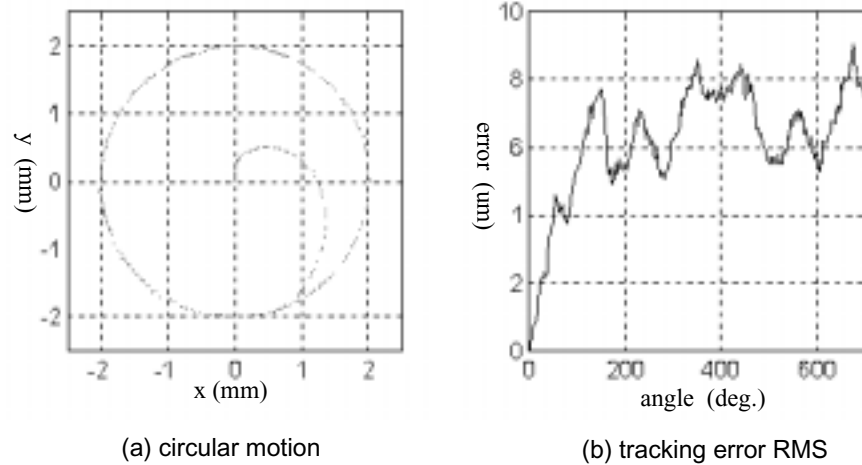 2
1
0
-1
-2
y (mm)
-2 -1 0 1 2
x (mm)
(a) circular motion
10
8
6
4
2
0
error (um)
0 200 400 600
angle (deg.)
(b) tracking error RMS